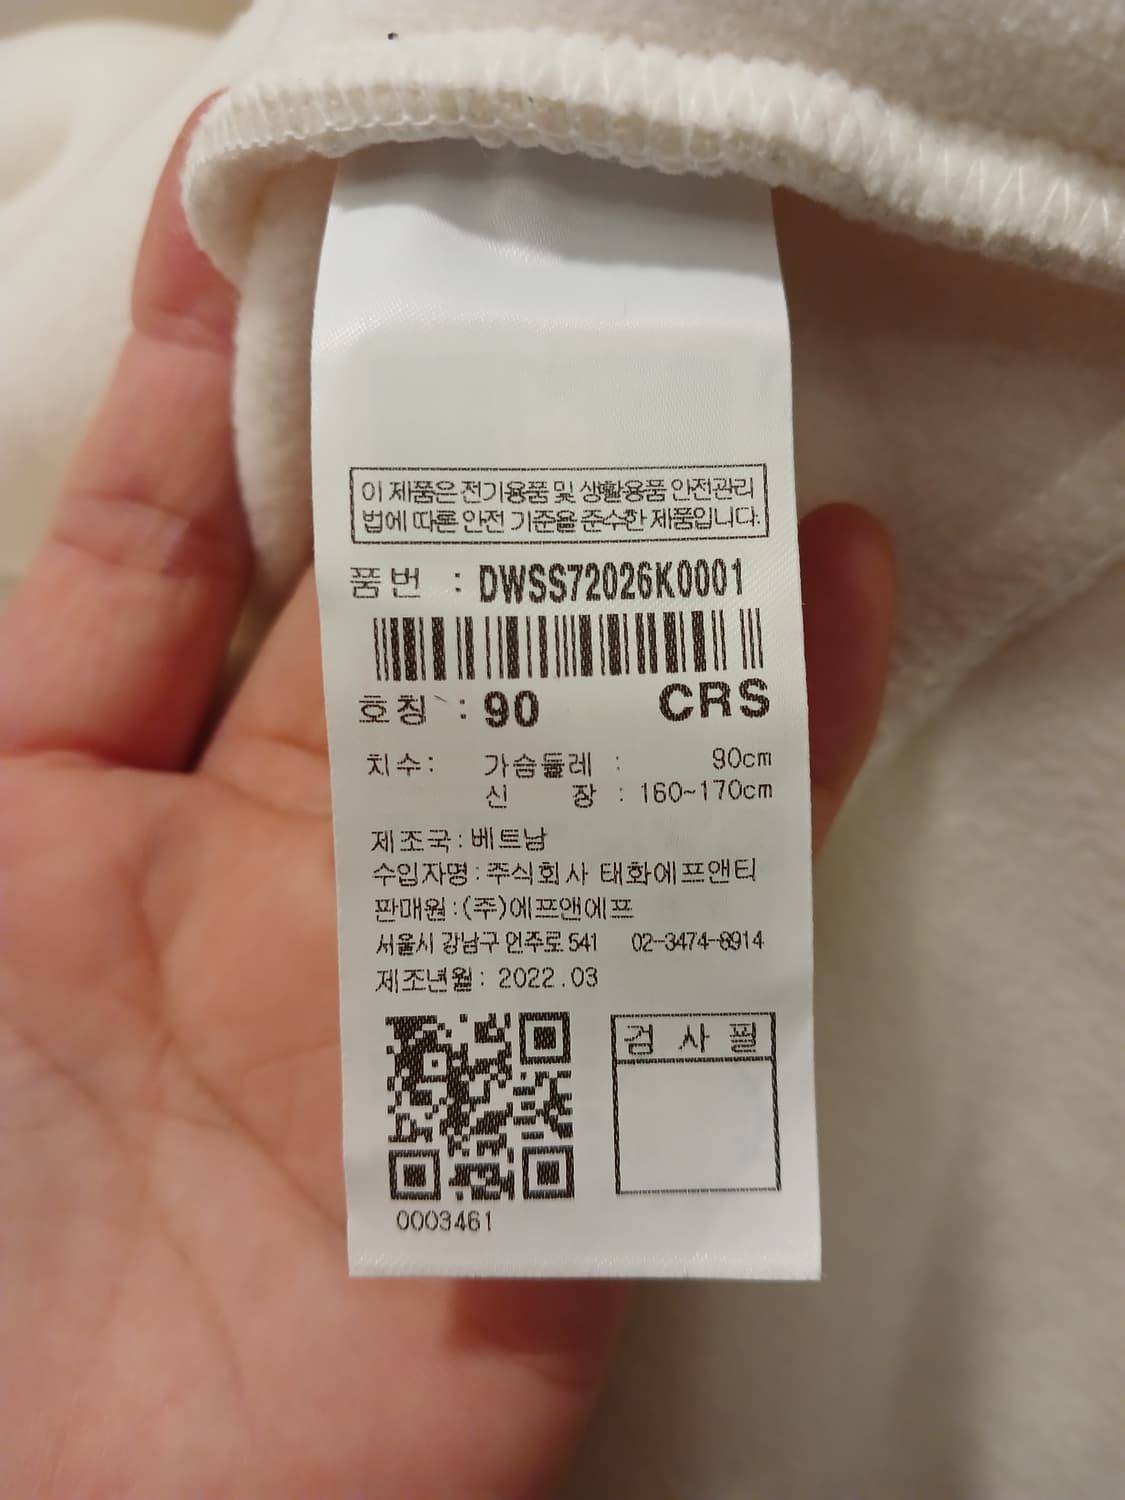 이 제품은 전기용품 및 생활용품 안전관리
법에 따른 안전 기준을 준수한 제품입니다.
품번 : DWSS72026K0001
호칭 : 90 CRS
치수: 가슴둘레 : 90cm
신 장 : 160~170cm
제조국:베트남
수입자명:주식회사 태화에프앤티
판매원:(주)에프앤에프
서울시 강남구 언주로 541 02-3474-8914
제조년월: 2022.03
검 사 필
0003461